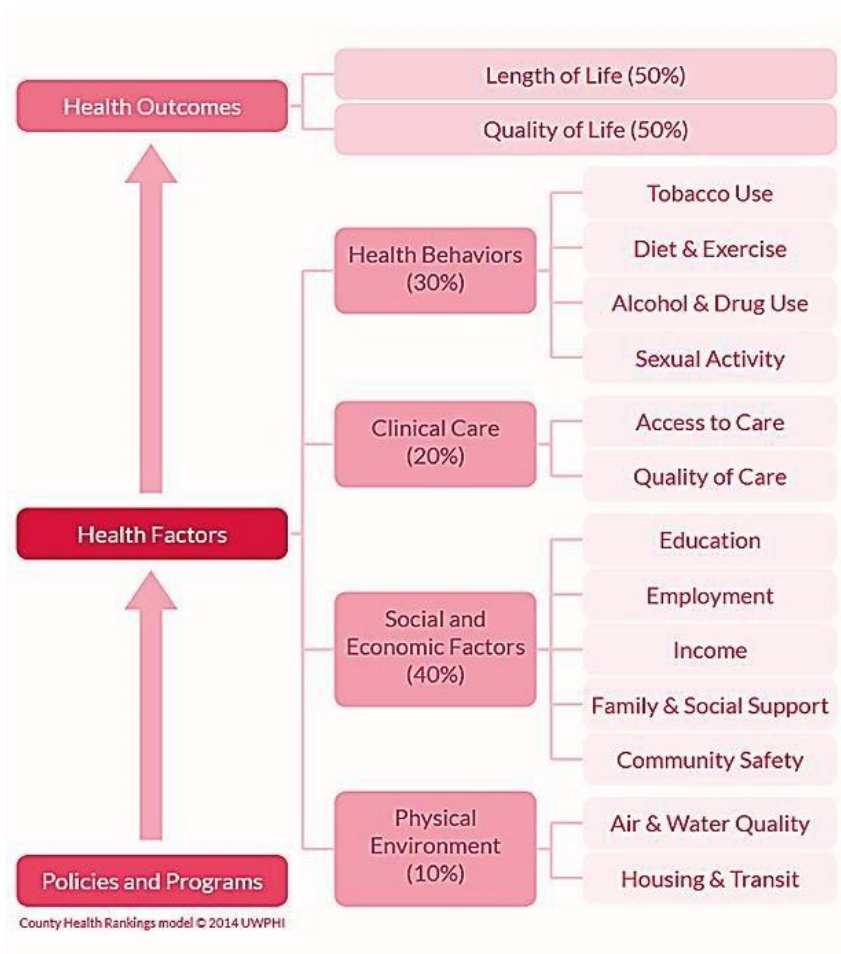 Health Outcomes
Length of Life (50%)
Quality of Life (50%)
Health Factors
Health Behaviors
(30%)
Tobacco Use
Diet & Exercise
Alcohol & Drug Use
Sexual Activity
Clinical Care
(20%)
Access to Care
Quality of Care
Social and
Economic Factors
(40%)
Education
Employment
Income
Family & Social Support
Community Safety
Physical
Environment
(10%)
Air & Water Quality
Housing & Transit
Policies and Programs
County Health Rankings model © 2014 UWPHI